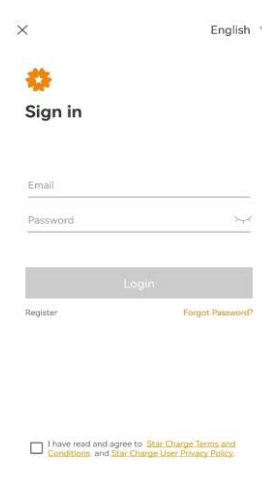 English
Sign in
Email
Password
Login
Register Forgot Password?
I have read and agree to Star Charge Terms and
Conditions and Star Charge User Privacy Policy.